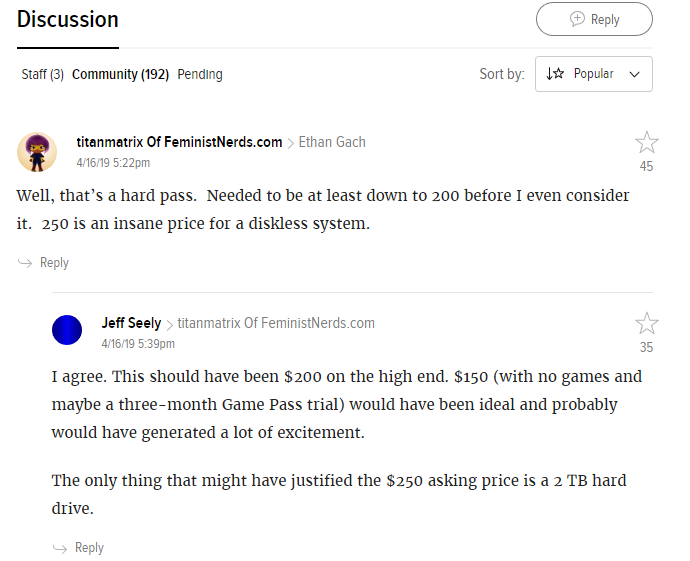 Discussion
Reply
Staff (3) Community (192) Pending
Sort by: Popular
titanmatrix Of FeministNerds.com > Ethan Gach
4/16/19 5:22pm
45
Well, that’s a hard pass.  Needed to be at least down to 200 before I even consider
it.  250 is an insane price for a diskless system.
Reply
Jeff Seely > titanmatrix Of FeministNerds.com
4/16/19 5:39pm
35
I agree. This should have been $200 on the high end. $150 (with no games and
maybe a three-month Game Pass trial) would have been ideal and probably
would have generated a lot of excitement.
The only thing that might have justified the $250 asking price is a 2 TB hard
drive.
Reply